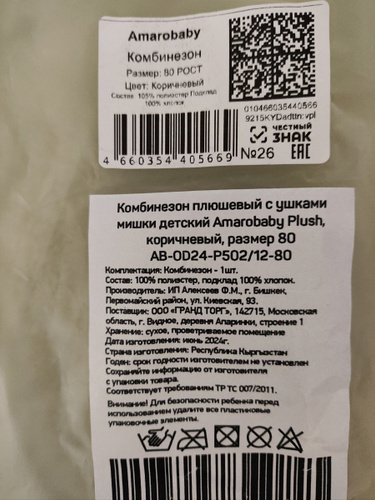 Amarobaby
Комбинезон
Размер: 80 РОСТ
Цвет: Коричневый
Состав: 105% полиэстер Подклад
100% хлопок
010466035440566
9215KYDadttn:vpl
ЧЕСТНЫЙ
ЗНАК
4 660354 405669
№26
EAC
Комбинезон плюшевый с ушками
мишки детский Amarobaby Plush,
коричневый, размер 80
AB-OD24-P502/12-80
Комплектация: Комбинезон - 1шт.
Состав: 100% полиэстер, подклад 100% хлопок.
Производитель: ИП Алексеев Ф.М., г. Бишкек,
Первомайский район, ул. Киевская, 93.
Поставщик: ООО «ГРАНД ТОРГ», 142715, Московская
область, г. Видное, деревня Апаринки, строение 1
Хранение: сухое, проветриваемое помещение
Дата изготовления: июнь 2024г.
Страна изготовления: Республика Кыргызстан
Годен: срок годности изготовителем не установлен
Сохраняйте информацию от изготовителя
с упаковки товара.
Соответствует требованиям ТР ТС 007/2011.
Внимание! Для безопасности ребенка перед
использованием удалите все пластиковые
упаковочные элементы.